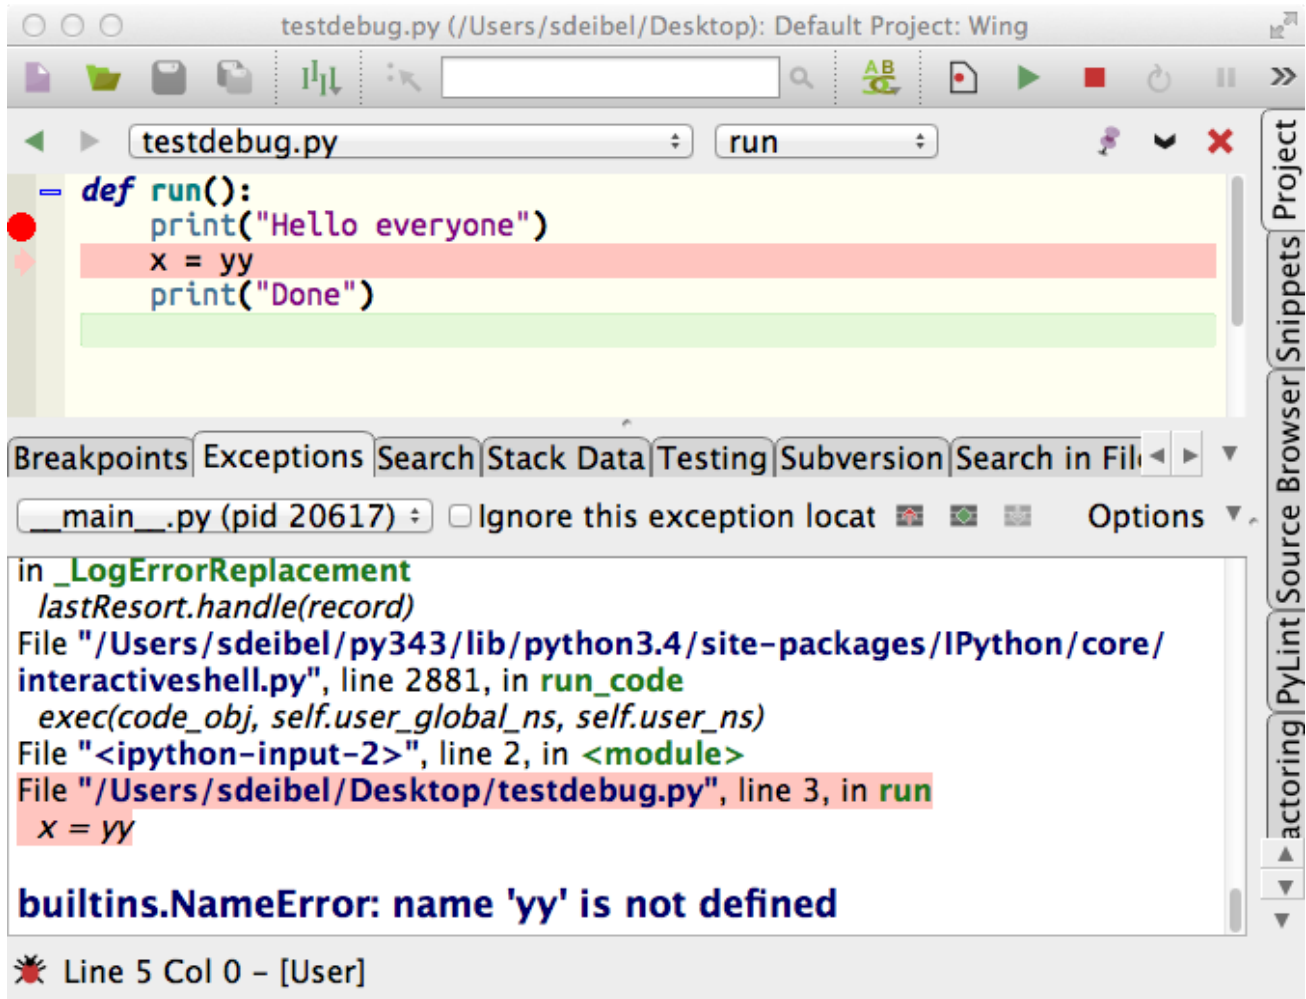 testdebug.py (/Users/sdeibel/Desktop): Default Project: Wing
AB
testdebug.py
run
def run():
print("Hello everyone")
x = yy
print("Done")
Breakpoints Exceptions Search Stack Data Testing Subversion Search in File
__main__.py (pid 20617) Ignore this exception locat Options
in _LogErrorReplacement
lastResort.handle(record)
File "/Users/sdeibel/py343/lib/python3.4/site-packages/IPython/core/
interactiveshell.py", line 2881, in run_code
exec(code_obj, self.user_global_ns, self.user_ns)
File "<ipython-input-2>", line 2, in <module>
File "/Users/sdeibel/Desktop/testdebug.py", line 3, in run
x = yy
builtins.NameError: name 'yy' is not defined
Line 5 Col 0 – [User]
Project
Snippets
Source Browser
PyLint
actoring